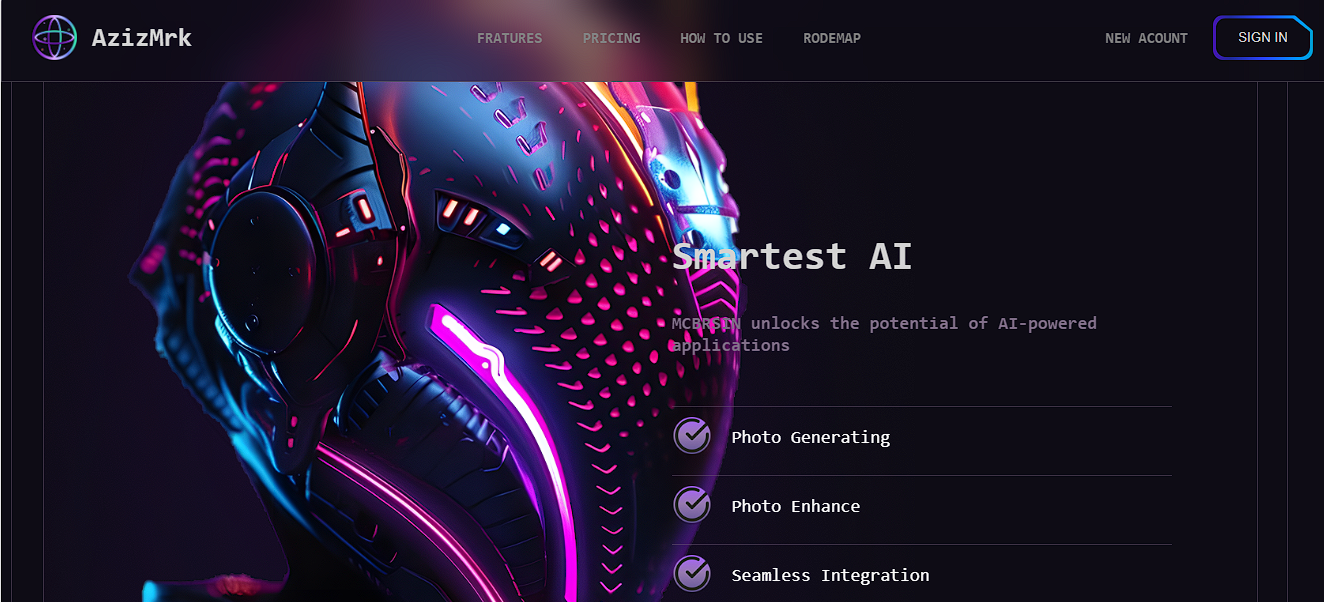 AzizMrk
FRATURES
PRICING
HOW TO USE
RODEMAP
NEW ACOUNT
SIGN IN
Smartest AI
MCBRSIN unlocks the potential of AI-powered
applications
Photo Generating
Photo Enhance
Seamless Integration